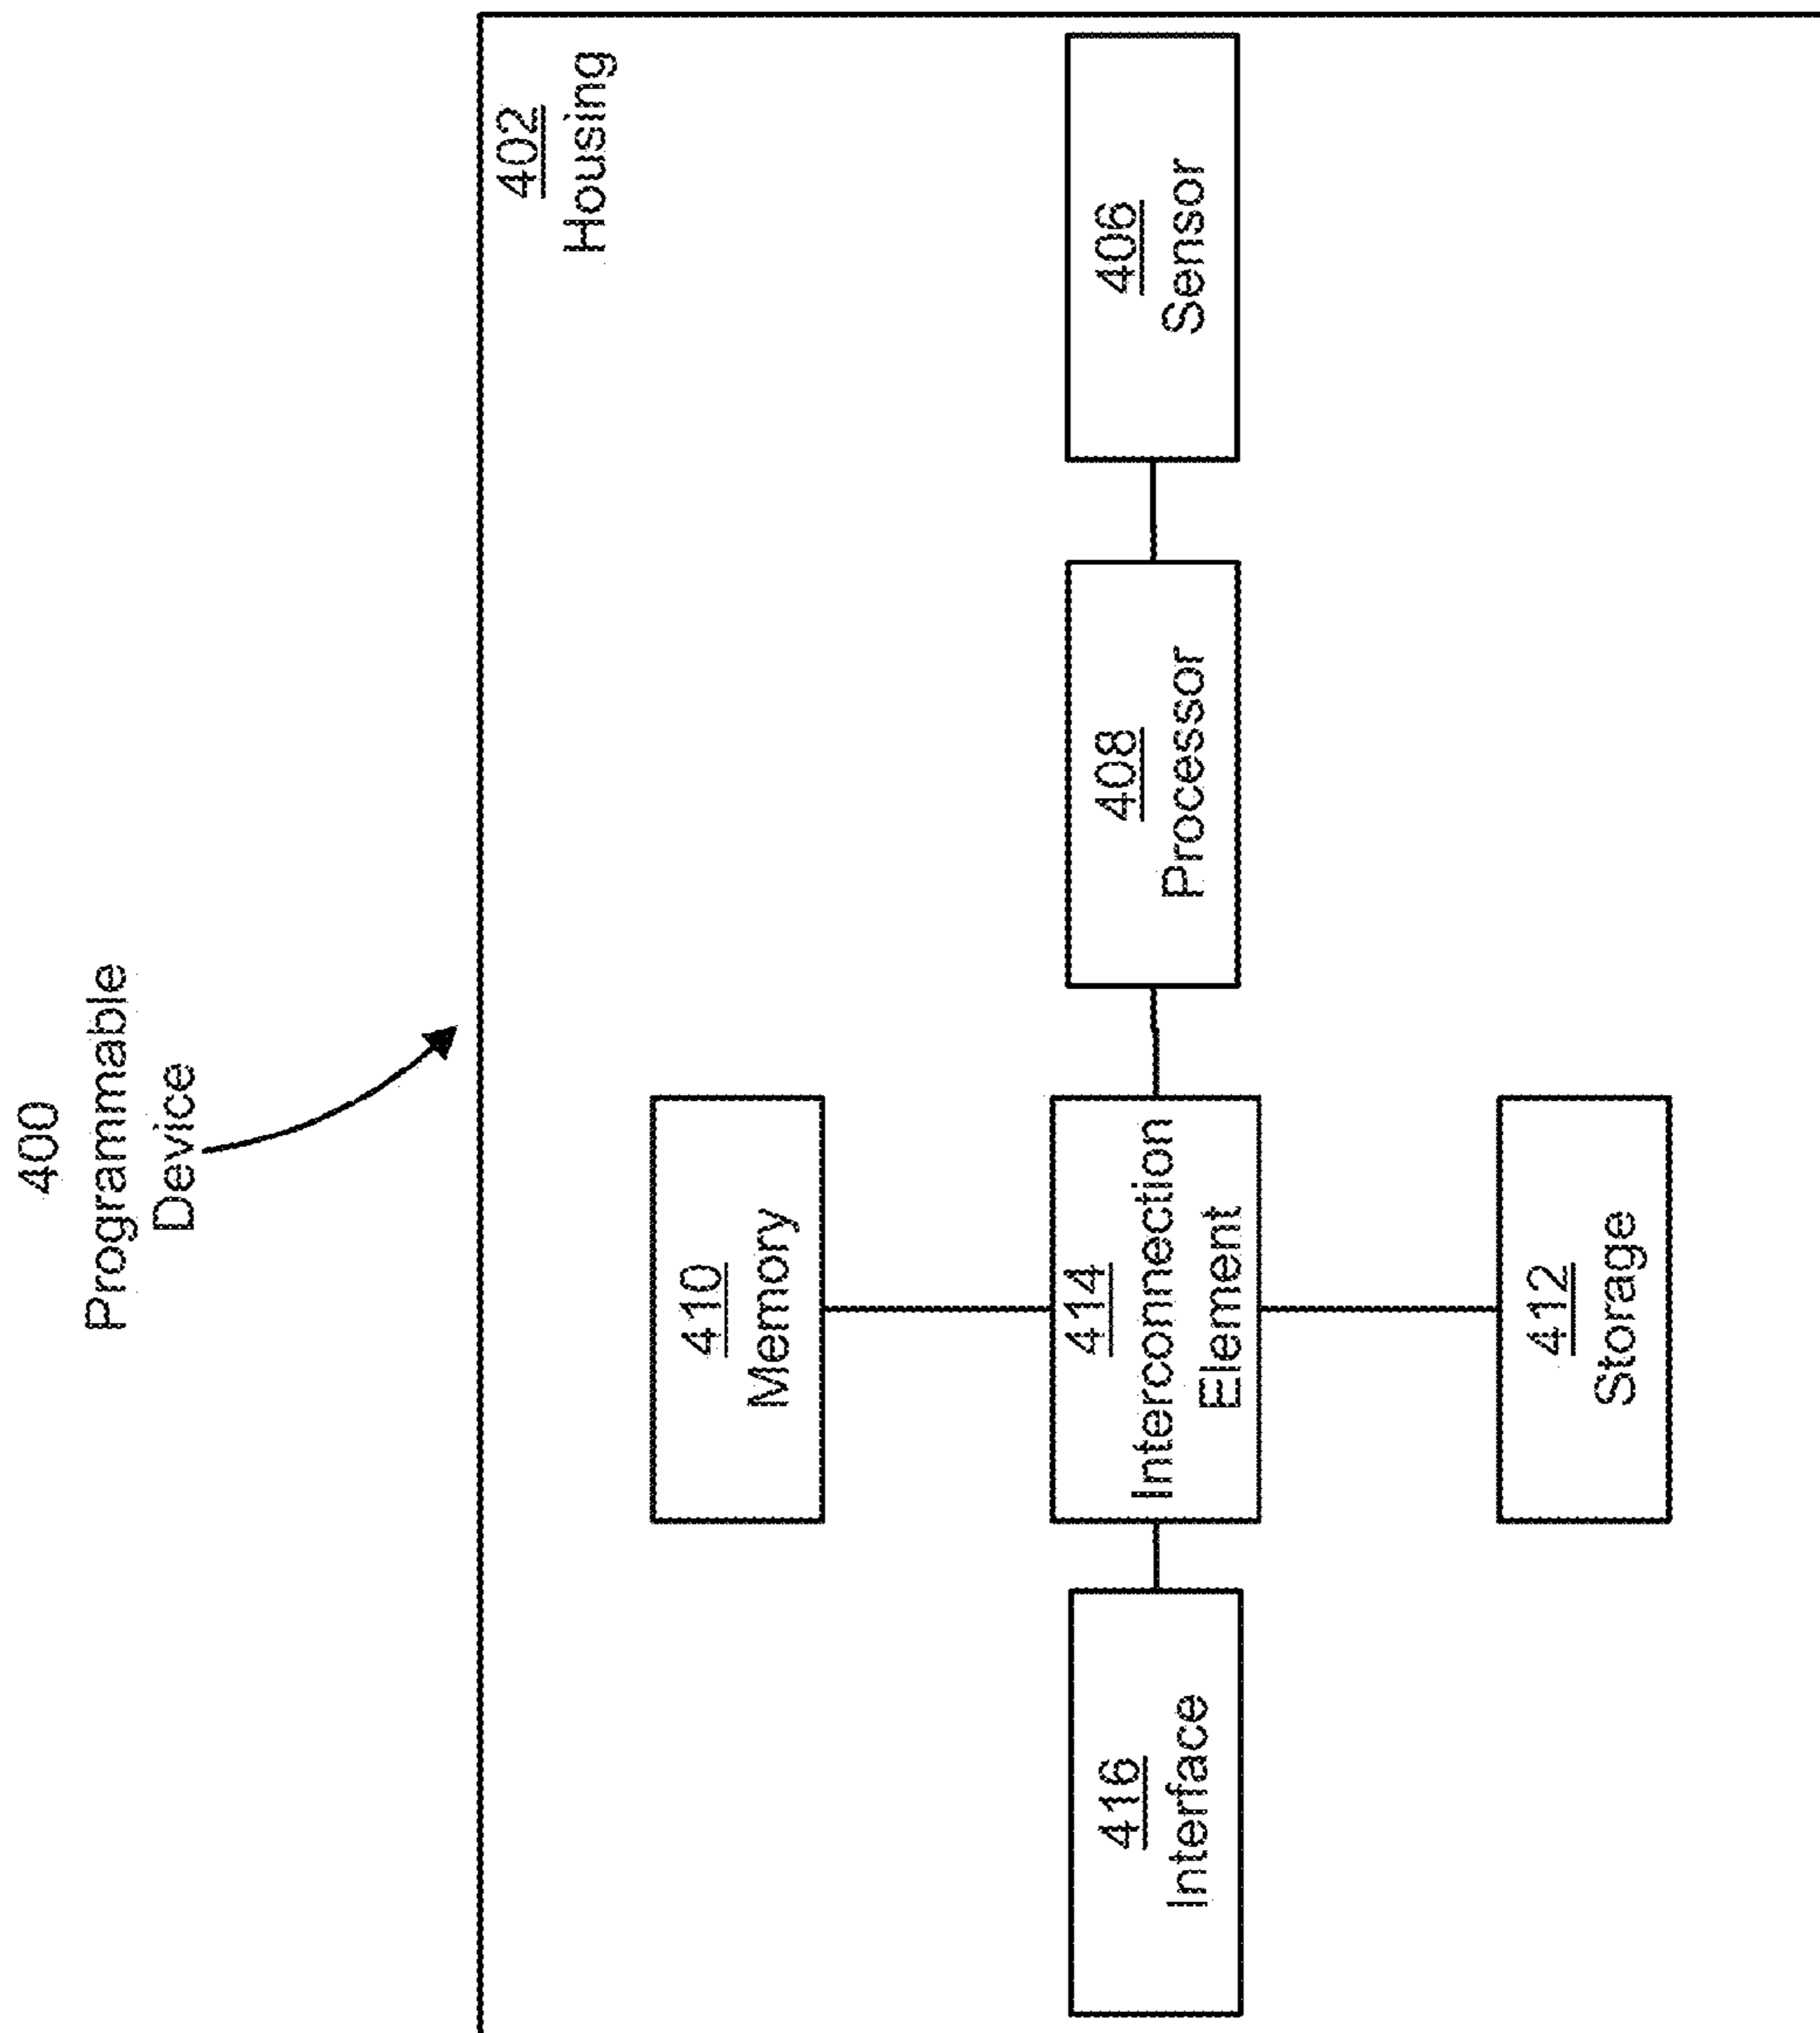 400
Programmable
Device
402
Housing
410
Memory
416
Interface
414
Interconnection
Element
408
Processor
406
Sensor
412
Storage